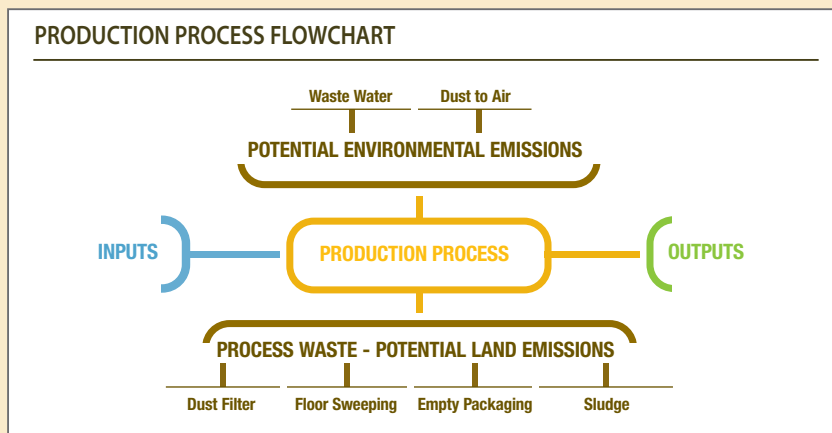 PRODUCTION PROCESS FLOWCHART
Waste Water
Dust to Air
POTENTIAL ENVIRONMENTAL EMISSIONS
INPUTS
PRODUCTION PROCESS
OUTPUTS
PROCESS WASTE - POTENTIAL LAND EMISSIONS
Dust Filter
Floor Sweeping
Empty Packaging
Sludge